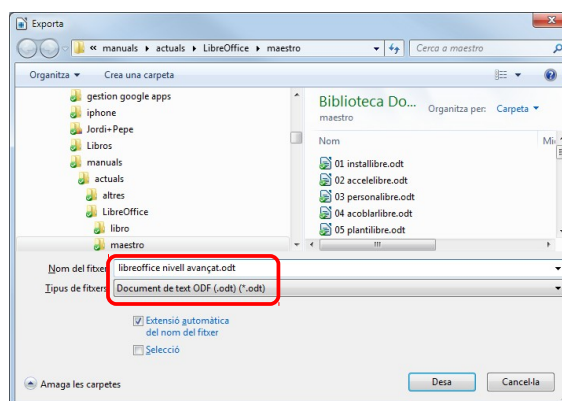 Exporta
« manuals ▸ actuals ▸ LibreOffice ▸ maestro
Cerca a maestro
Organitza
Crea una carpeta
gestion google apps
iphone
Jordi+Pepe
Libros
manuals
actuals
altres
LibreOffice
libro
maestro
Biblioteca Do...
maestro
Organitza per: Carpeta
Nom
01 installibre.odt
02 accelelibre.odt
03 personalibre.odt
04 acoblarlibre.odt
05 plantilibre.odt
Nom del fitxer libreoffice nivell avançat.odt
Tipus de fitxers Document de text ODF (.odt) (*.odt)
Extensió automàtica
del nom del fitxer
Selecció
Amaga les carpetes
Desa
Cancel·la